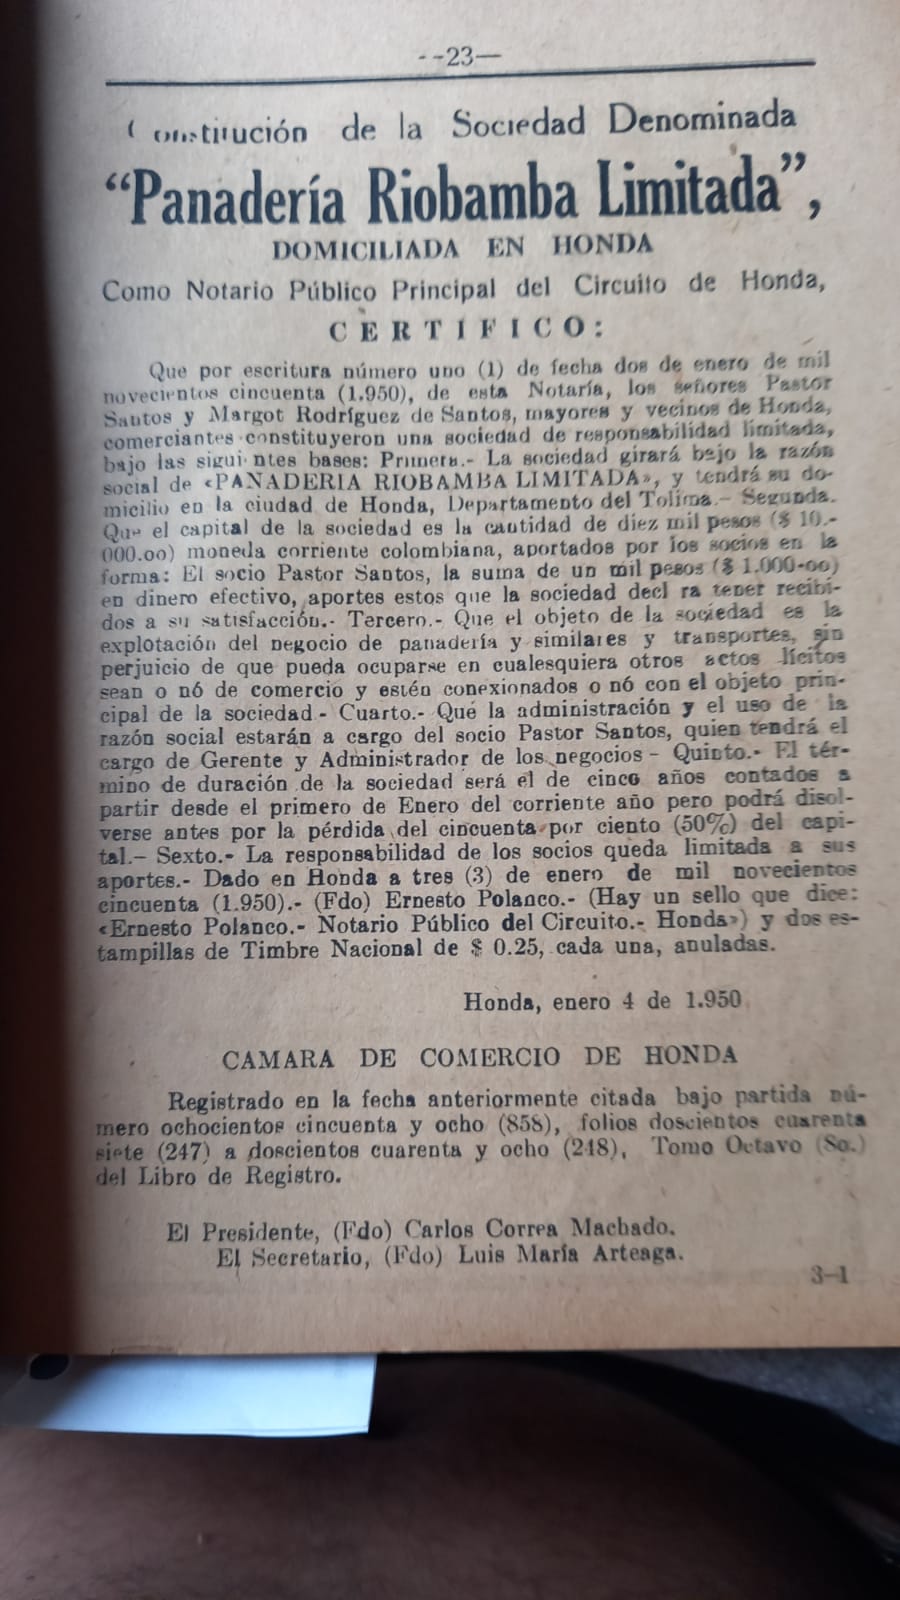 --23—
Constitución de la Sociedad Denominada
“Panadería Riobamba Limitada”,
DOMICILIADA EN HONDA
Como Notario Público Principal del Circuito de Honda,
CERTIFICO:
Que por escritura número uno (1) de fecha dos de enero de mil
novecientos cincuenta (1.950), de esta Notaría, los señores Pastor
Santos y Margot Rodríguez de Santos, mayores y vecinos de Honda,
comerciantes constituyeron una sociedad de responsabilidad limitada,
bajo las sigui ntes bases: Primera.- La sociedad girará bajo la razón
social de «PANADERIA RIOBAMBA LIMITADA», y tendrá su do-
micilio en la ciudad de Honda, Departamento del Tolima.— Segunda.
Que el capital de la sociedad es la cantidad de diez mil pesos ($ 10.-
000.oo) moneda corriente colombiana, aportados por los socios en la
forma: El socio Pastor Santos, la suma de un mil pesos ($ 1.000-oo)
en dinero efectivo, aportes estos que la sociedad decl ra tener recibi-
dos a su satisfacción.- Tercero.- Que el objeto de la sociedad es la
explotación del negocio de panadería y similares y transportes, sin
perjuicio de que pueda ocuparse en cualesquiera otros actos lícitos
sean o nó de comercio y estén conexionados o nó con el objeto prin-
cipal de la sociedad.- Cuarto.- Que la administración y el uso de la
razón social estarán a cargo del socio Pastor Santos, quien tendrá el
cargo de Gerente y Administrador de los negocios— Quinto.- El tér-
mino de duración de la sociedad será el de cinco años contados a
partir desde el primero de Enero del corriente año pero podrá disol-
verse antes por la pérdida del cincuenta por ciento (50%) del capi-
tal.— Sexto.- La responsabilidad de los socios queda limitada a sus
aportes.- Dado en Honda a tres (3) de enero de mil novecientos
cincuenta (1.950).- (Fdo) Ernesto Polanco.- (Hay un sello que dice:
«Ernesto Polanco.- Notario Público del Circuito.- Honda») y dos es-
tampillas de Timbre Nacional de $ 0.25, cada una, anuladas.
Honda, enero 4 de 1.950
CAMARA DE COMERCIO DE HONDA
Registrado en la fecha anteriormente citada bajo partida nú-
mero ochocientos cincuenta y ocho (858), folios doscientos cuarenta
siete (247) a doscientos cuarenta y ocho (248), Tomo Octavo (8o.)
del Libro de Registro.
El Presidente, (Fdo) Carlos Correa Machado.
El Secretario, (Fdo) Luis María Arteaga.
3—1